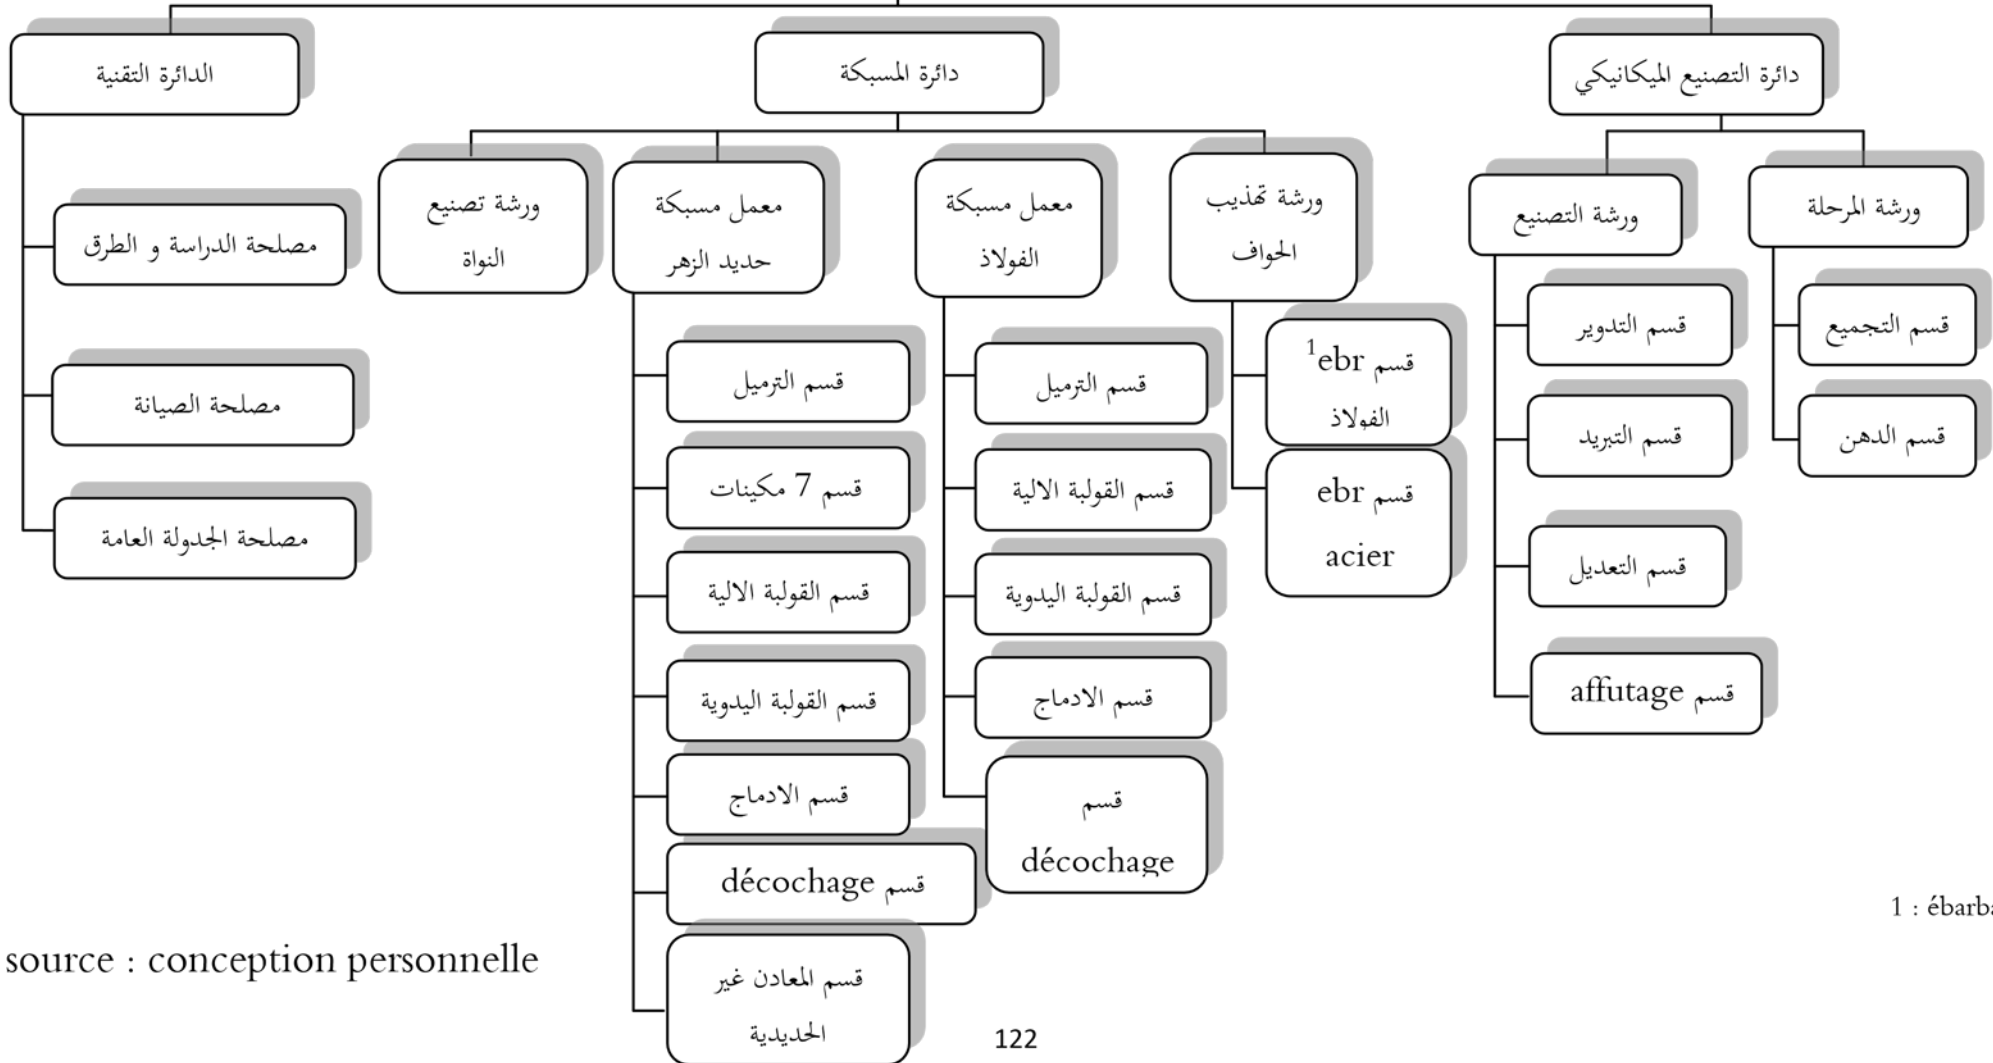 دائرة التصنيع الميكانيكي
دائرة المسبكة
الدائرة التقنية
ورشة المرحلة
قسم التجميع
قسم الدهن
ورشة التصنيع
قسم التدوير
قسم التبريد
قسم التعديل
قسم affutage
ورشة تهذيب
الحواف
قسم ebr1
الفولاذ
قسم ebr
acier
معمل مسبكة
الفولاذ
قسم الترميل
قسم القولبة الالية
قسم القولبة اليدوية
قسم الادماج
قسم
décochage
معمل مسبكة
حديد الزهر
قسم الترميل
قسم 7 مكينات
قسم القولبة الالية
قسم القولبة اليدوية
قسم الادماج
قسم décochage
قسم المعادن غير
الحديدية
ورشة تصنيع
النواة
مصلحة الدراسة و الطرق
مصلحة الصيانة
مصلحة الجدولة العامة
1 : ébarba
source : conception personnelle
122